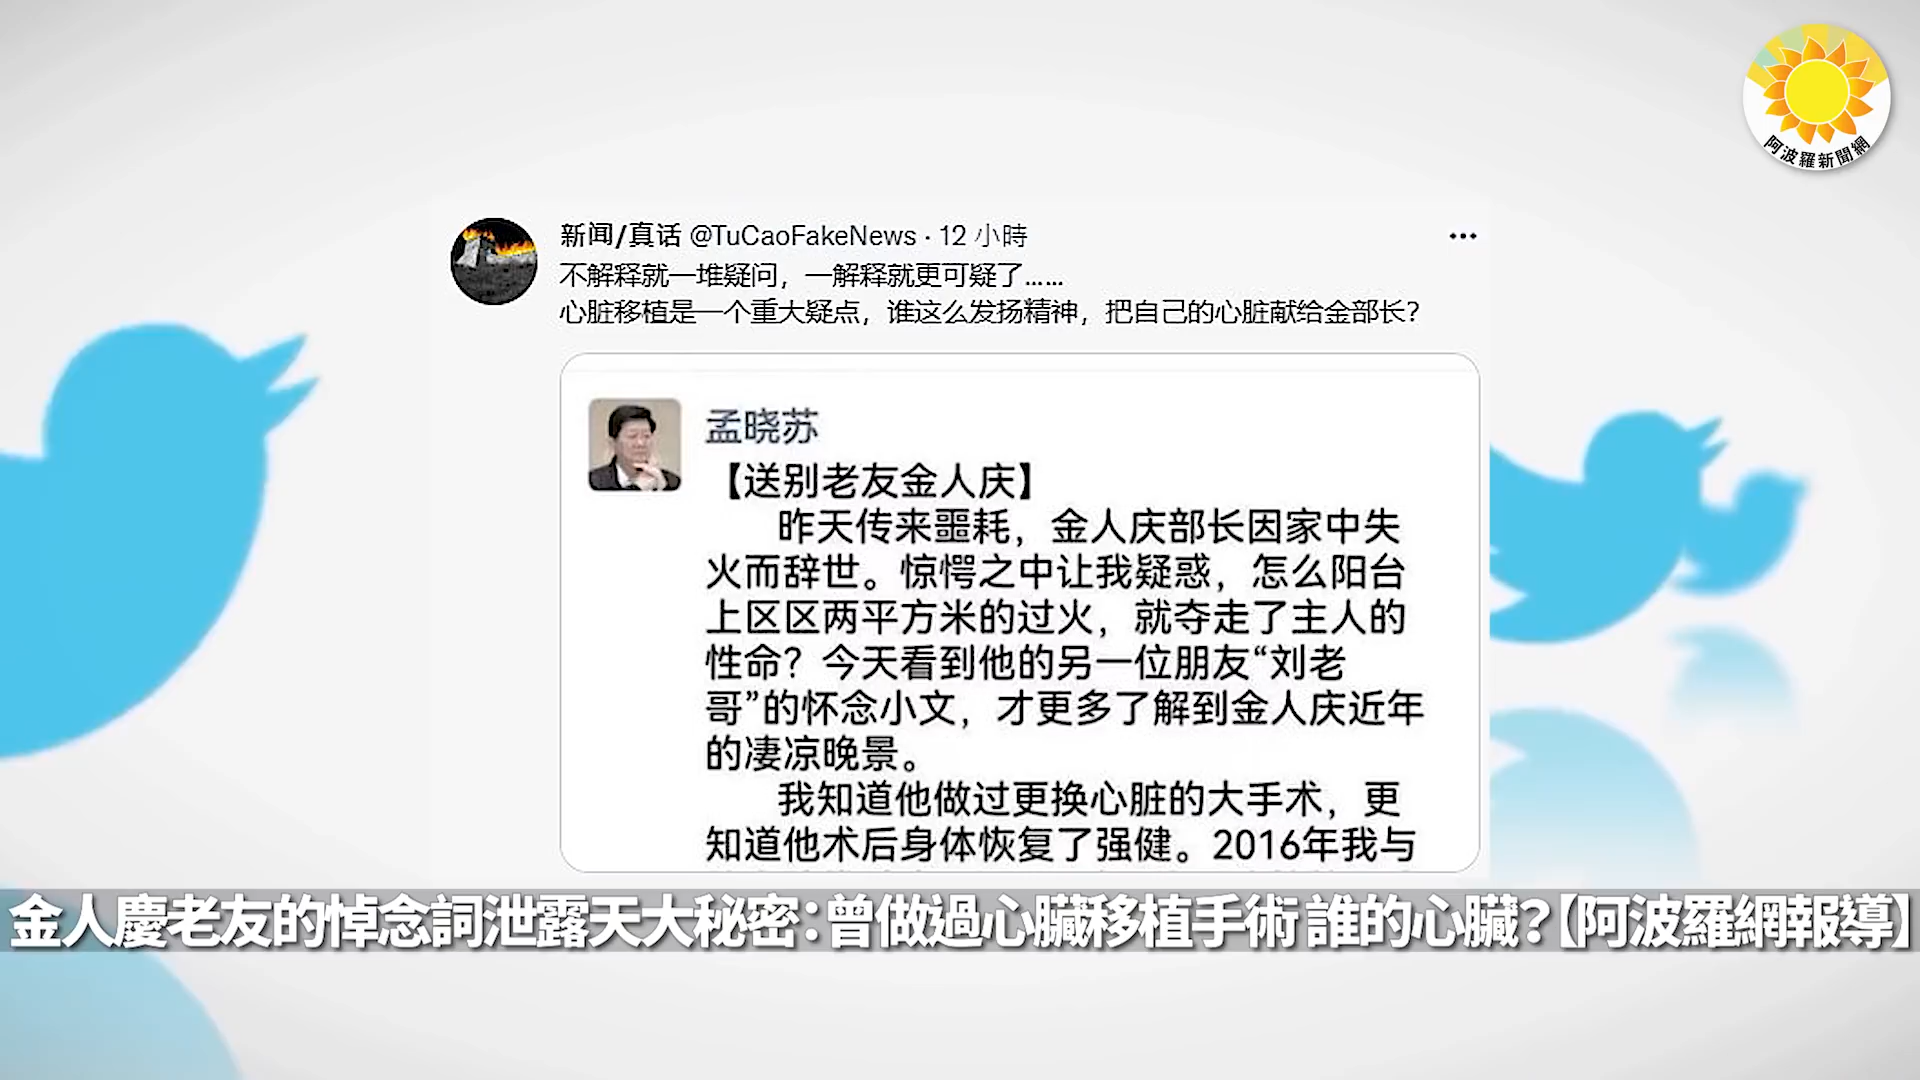 阿波羅新聞網
新闻/真话 @TuCaoFakeNews · 12 小時
不解释就一堆疑问，一解释就更可疑了……
心脏移植是一个重大疑点，谁这么发扬精神，把自己的心脏献给金部长？
孟晓苏
【送别老友金人庆】
昨天传来噩耗，金人庆部长因家中失
火而辞世。惊愕之中让我疑惑，怎么阳台
上区区两平方米的过火，就夺走了主人的
性命？今天看到他的另一位朋友“刘老
哥”的怀念小文，才更多了解到金人庆近年
的凄凉晚景。
我知道他做过更换心脏的大手术，更
知道他术后身体恢复了强健。2016年我与
金人慶老友的悼念詞泄露天大秘密：曾做過心臟移植手術 誰的心臟？【阿波羅網報導】